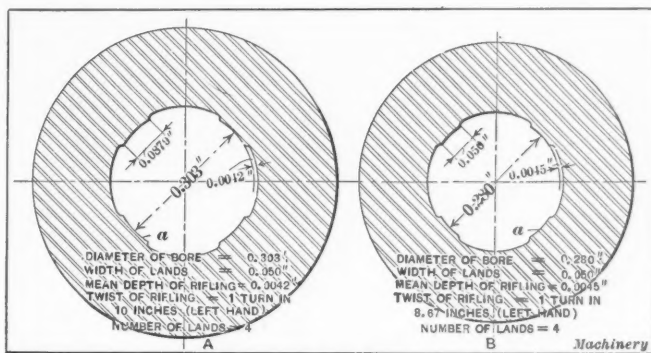 0.0879"
0.303"
0.0042"
a
DIAMETER OF BORE = 0.303"
WIDTH OF LANDS = 0.050"
MEAN DEPTH OF RIFLING = 0.0042"
TWIST OF RIFLING = 1 TURN IN
10 INCHES (LEFT HAND)
NUMBER OF LANDS = 4
A
0.280"
0.0045"
a
DIAMETER OF BORE = 0.280"
WIDTH OF LANDS = 0.050"
MEAN DEPTH OF RIFLING = 0.0045"
TWIST OF RIFLING = 1 TURN IN
8.67 INCHES (LEFT HAND)
NUMBER OF LANDS = 4
B
Machinery